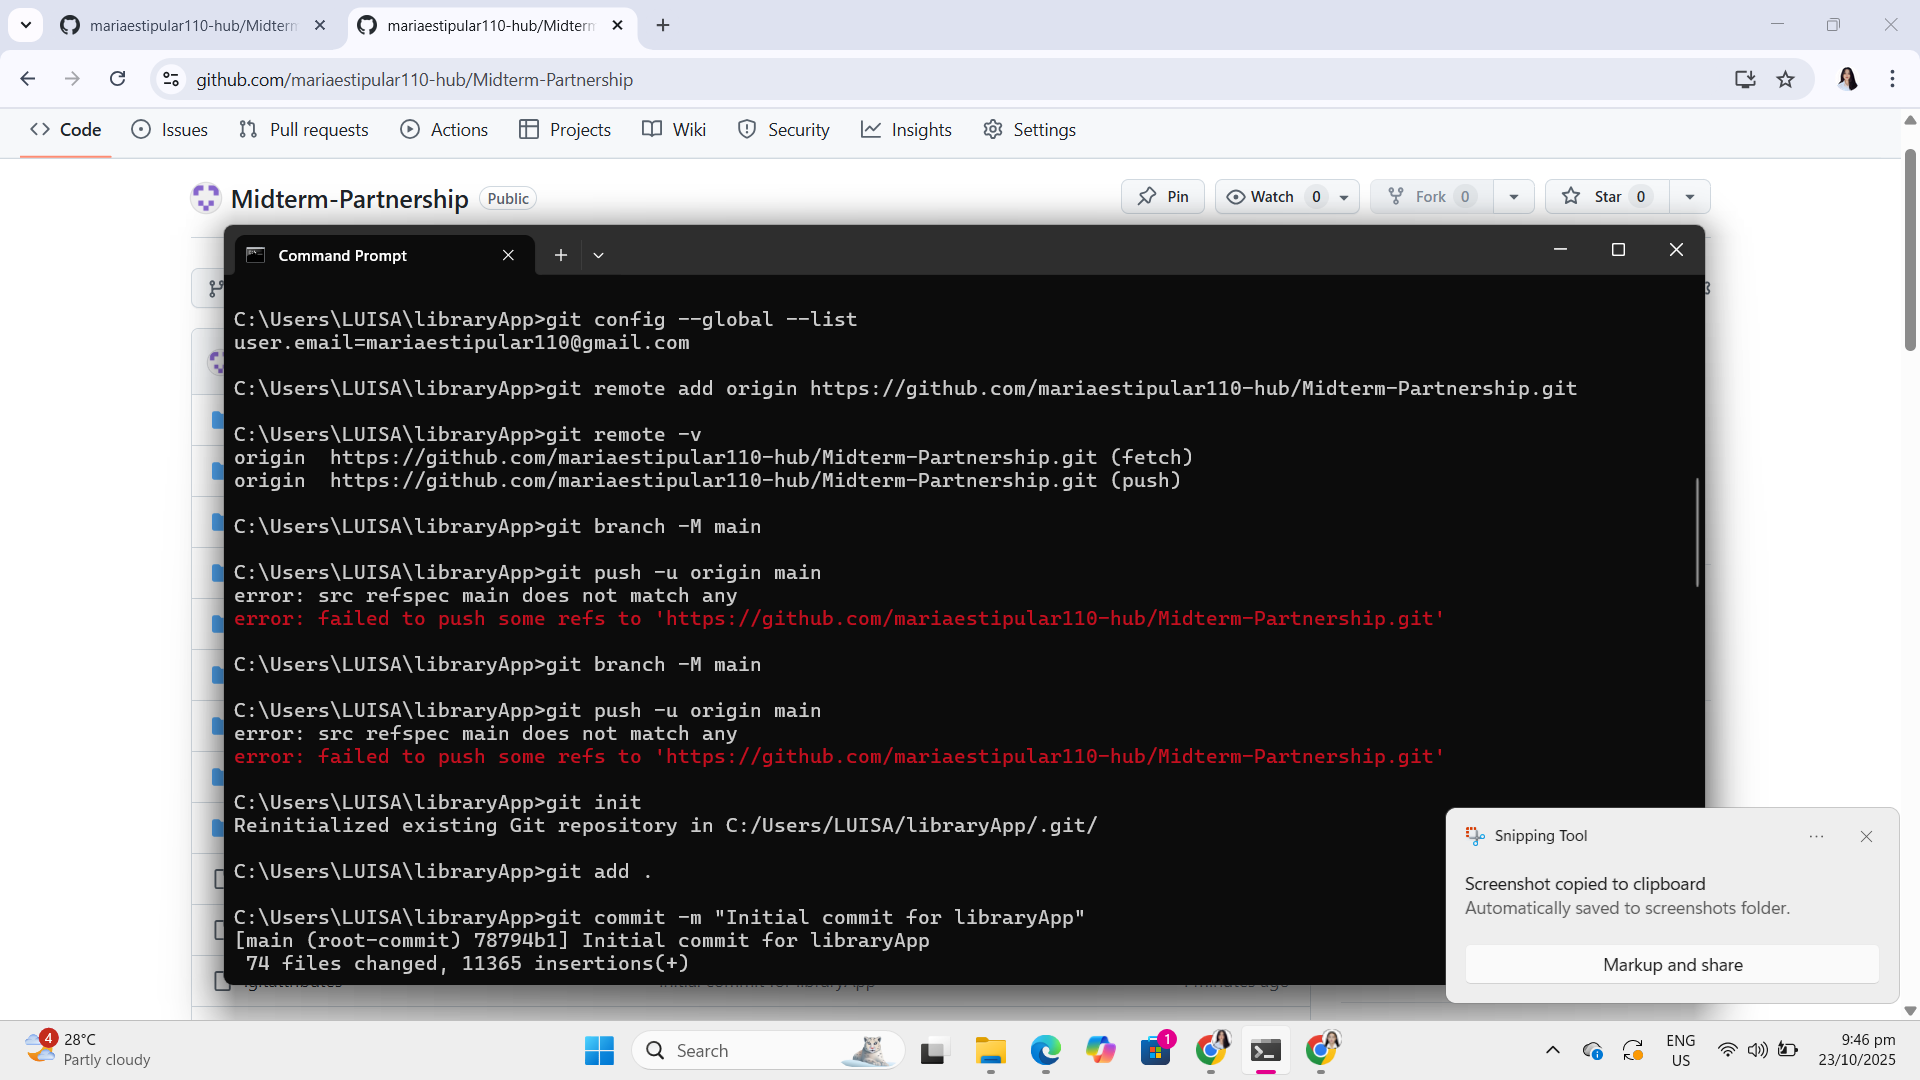 mariaestipular110-hub/Midterm
mariaestipular110-hub/Midterm
github.com/mariaestipular110-hub/Midterm-Partnership
Code
Issues
Pull requests
Actions
Projects
Wiki
Security
Insights
Settings
Midterm-Partnership
Public
Pin
Watch 0
Fork 0
Star 0
Command Prompt
C:\Users\LUISA\libraryApp>git config --global --list
user.email=mariaestipular110@gmail.com
C:\Users\LUISA\libraryApp>git remote add origin https://github.com/mariaestipular110-hub/Midterm-Partnership.git
C:\Users\LUISA\libraryApp>git remote -v
origin  https://github.com/mariaestipular110-hub/Midterm-Partnership.git (fetch)
origin  https://github.com/mariaestipular110-hub/Midterm-Partnership.git (push)
C:\Users\LUISA\libraryApp>git branch -M main
C:\Users\LUISA\libraryApp>git push -u origin main
error: src refspec main does not match any
error: failed to push some refs to 'https://github.com/mariaestipular110-hub/Midterm-Partnership.git'
C:\Users\LUISA\libraryApp>git branch -M main
C:\Users\LUISA\libraryApp>git push -u origin main
error: src refspec main does not match any
error: failed to push some refs to 'https://github.com/mariaestipular110-hub/Midterm-Partnership.git'
C:\Users\LUISA\libraryApp>git init
Reinitialized existing Git repository in C:/Users/LUISA/libraryApp/.git/
C:\Users\LUISA\libraryApp>git add .
C:\Users\LUISA\libraryApp>git commit -m "Initial commit for libraryApp"
[main (root-commit) 78794b1] Initial commit for libraryApp
74 files changed, 11365 insertions(+)
Snipping Tool
Screenshot copied to clipboard
Automatically saved to screenshots folder.
Markup and share
4
28°C
Partly cloudy
Search
1
ENG
US
9:46 pm
23/10/2025